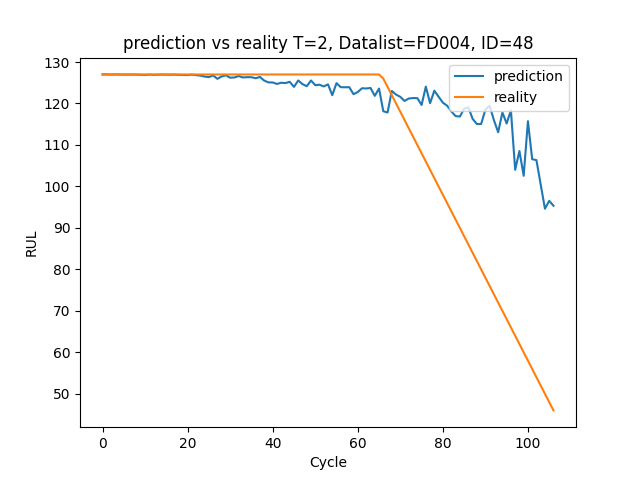 prediction vs reality T=2, Datalist=FD004, ID=48
130
120
110
100
90
80
70
60
50
RUL
prediction
reality
0 20 40 60 80 100
Cycle